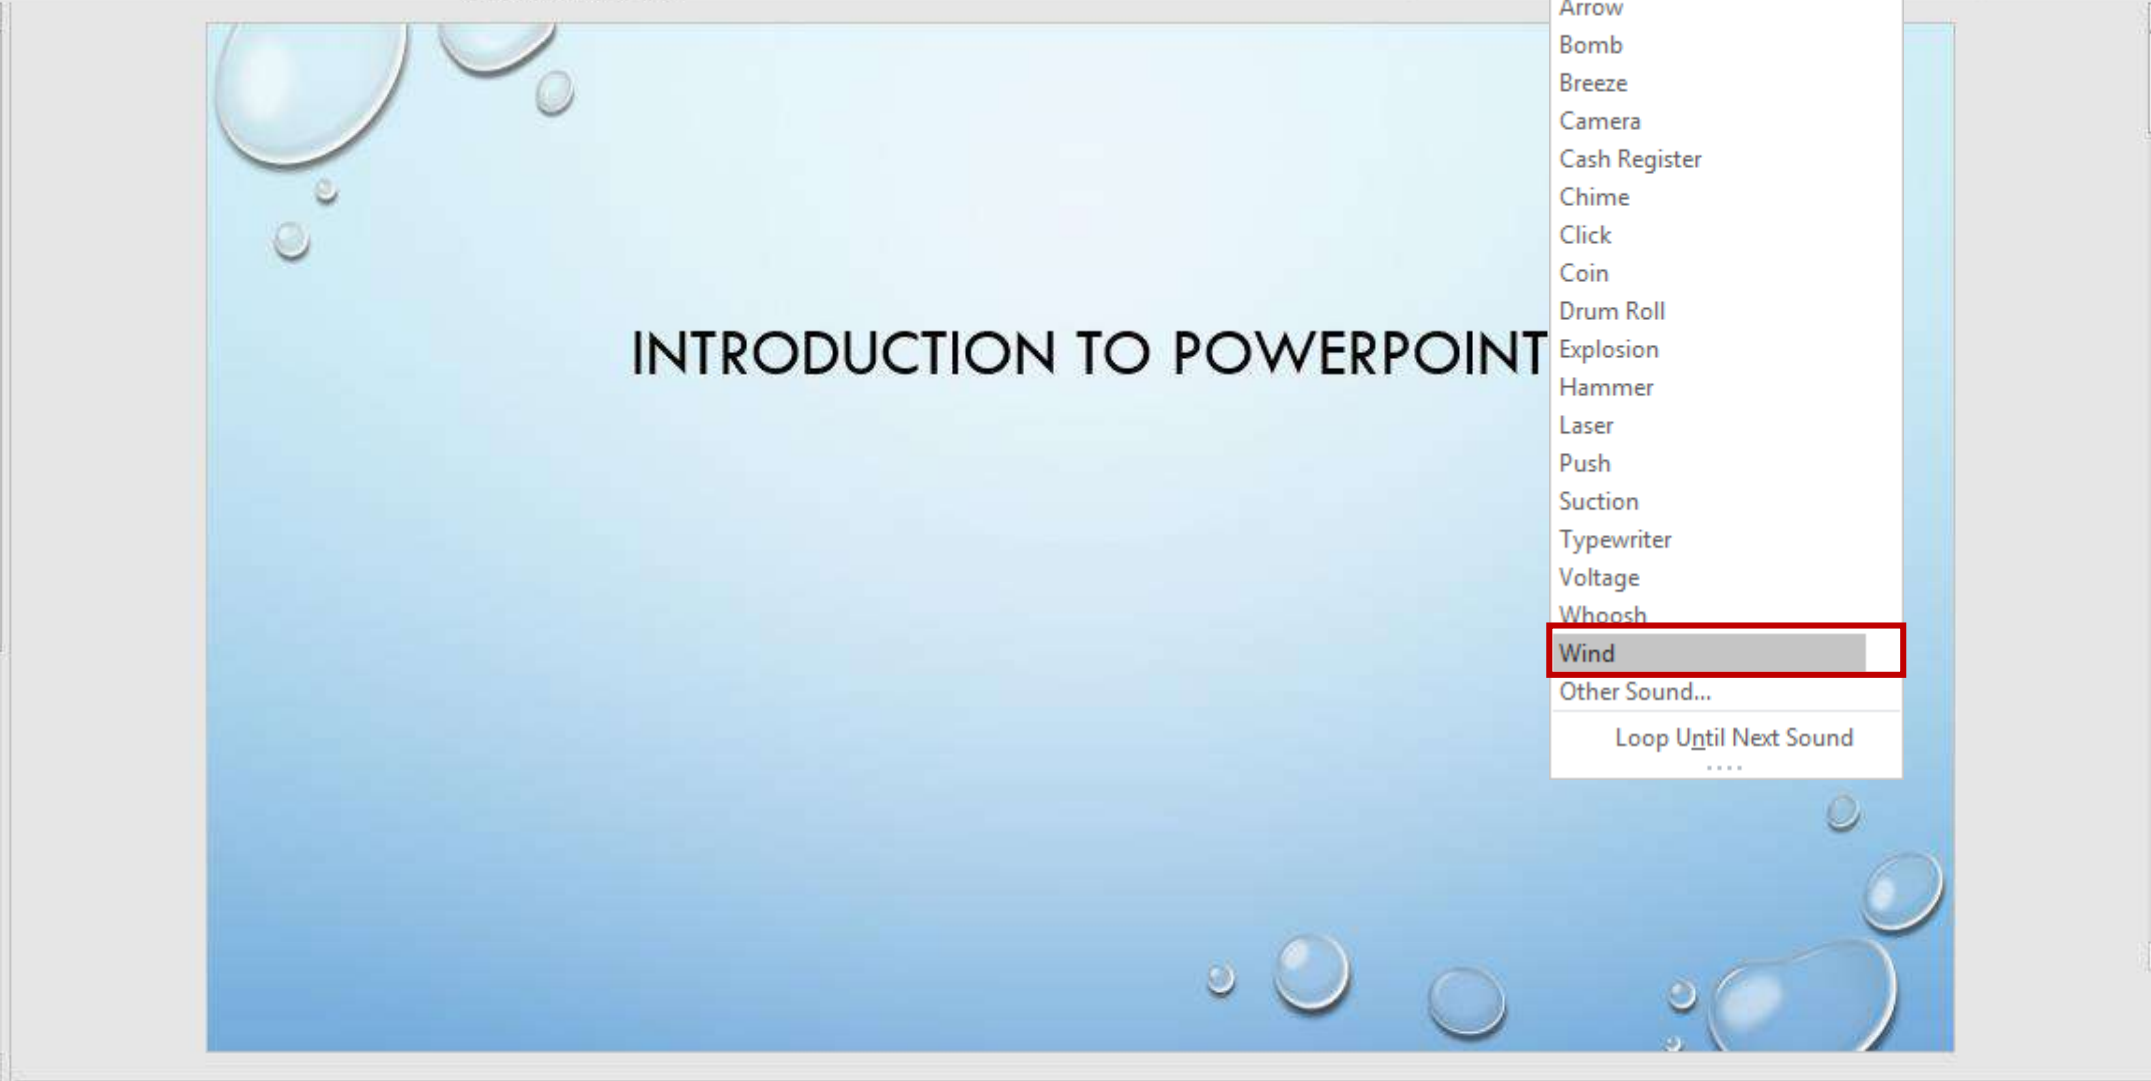 INTRODUCTION TO POWERPOINT
Arrow
Bomb
Breeze
Camera
Cash Register
Chime
Click
Coin
Drum Roll
Explosion
Hammer
Laser
Push
Suction
Typewriter
Voltage
Whoosh
Wind
Other Sound...
Loop Until Next Sound